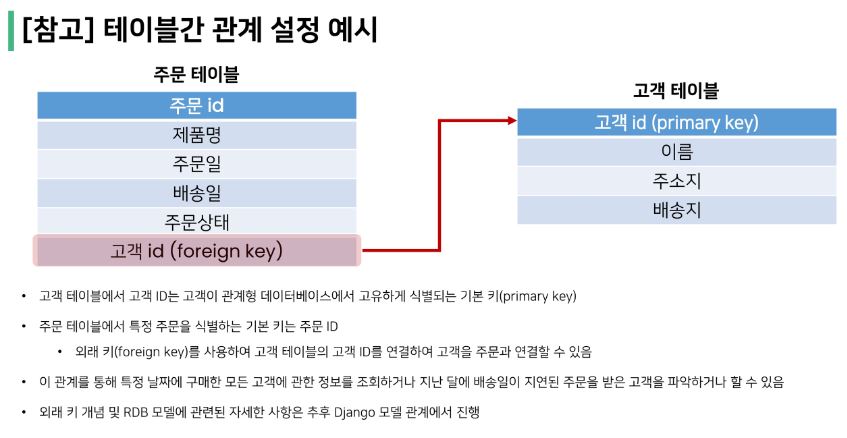 [참고] 테이블간 관계 설정 예시
주문 테이블
주문 id
제품명
주문일
배송일
주문상태
고객 id (foreign key)
고객 테이블
고객 id (primary key)
이름
주소지
배송지
• 고객 테이블에서 고객 ID는 고객이 관계형 데이터베이스에서 고유하게 식별되는 기본 키(primary key)
• 주문 테이블에서 특정 주문을 식별하는 기본 키는 주문 ID
• 외래 키(foreign key)를 사용하여 고객 테이블의 고객 ID를 연결하여 고객을 주문과 연결할 수 있음
• 이 관계를 통해 특정 날짜에 구매한 모든 고객에 관한 정보를 조회하거나 지난 달에 배송일이 지연된 주문을 받은 고객을 파악하거나 할 수 있음
• 외래 키 개념 및 RDB 모델에 관련된 자세한 사항은 추후 Django 모델 관계에서 진행